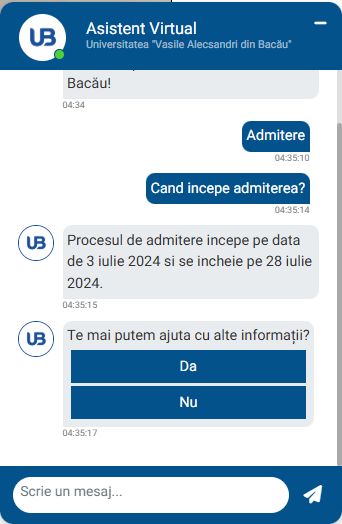 UB
Asistent Virtual
Universitatea "Vasile Alecsandri din Bacău"
Bacău!
04:34
Admitere
04:35:10
Cand incepe admiterea?
04:35:14
UB
Procesul de admitere incepe pe data
de 3 iulie 2024 si se incheie pe 28 iulie
2024.
04:35:15
UB
Te mai putem ajuta cu alte informații?
Da
Nu
04:35:17
Scrie un mesaj...